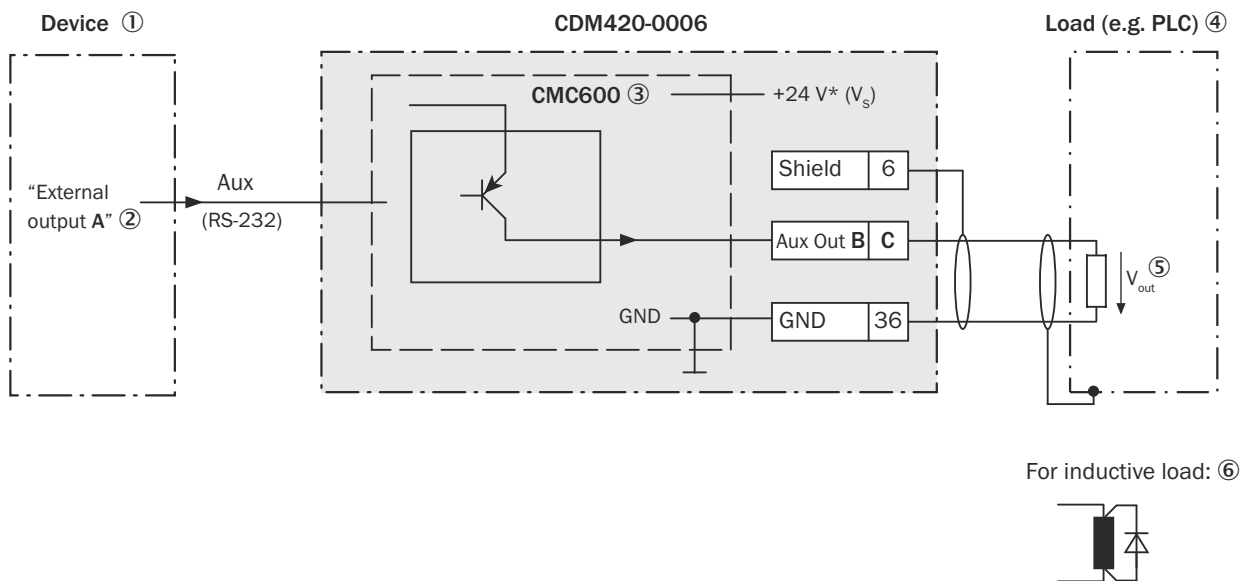 Device ①
CDM420-0006
Load (e.g. PLC) ④
CMC600 ③
+24 V* (Vs)
"External
output A" ②
Aux
(RS-232)
Shield 6
Aux Out B C
Vout ⑤
GND
GND 36
For inductive load: ⑥